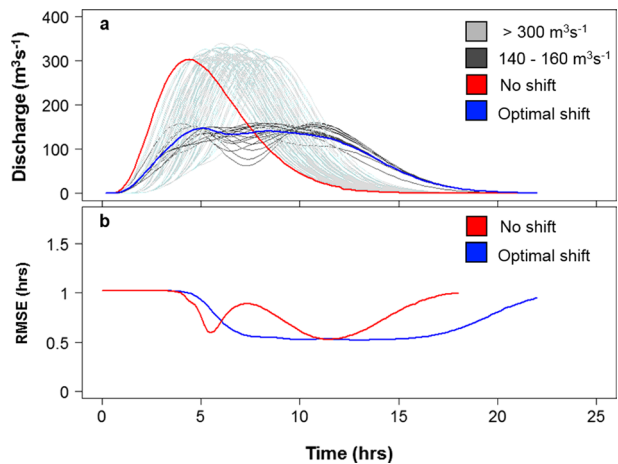 a
400
300
200
100
0
Discharge (m³s⁻¹)
> 300 m³s⁻¹
140 - 160 m³s⁻¹
No shift
Optimal shift
b
1.5
1
0.5
0
RMSE (hrs)
No shift
Optimal shift
0 5 10 15 20 25
Time (hrs)